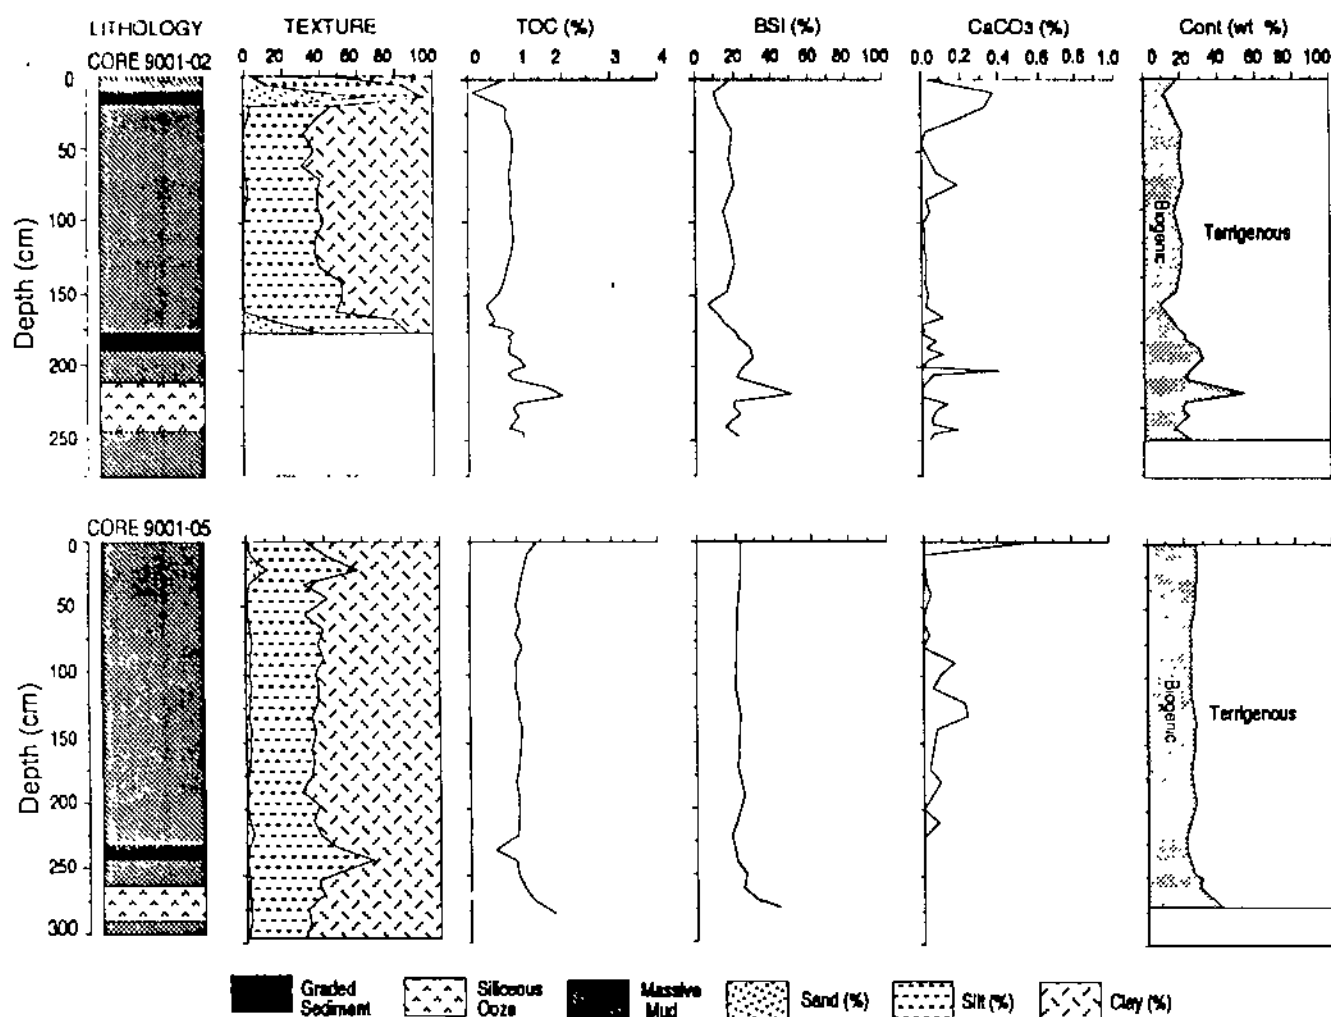 LITHOLOGY TEXTURE TOC (%) BSI (%) CaCO3 (%) Cont (wt %)
CORE 9001-02 0 20 40 60 80 100 0 1 2 3 4 0 20 40 60 80 100 0.0 0.2 0.4 0.6 0.8 1.0 0 20 40 60 80 100
Depth (cm)
0
50
100
150
200
250
Biogenic
Terrigenous
CORE 9001-05
Depth (cm)
0
50
100
150
200
250
300
Biogenic
Terrigenous
Graded Sediment
Siliceous Ooze
Massive Mud
Sand (%)
Silt (%)
Clay (%)